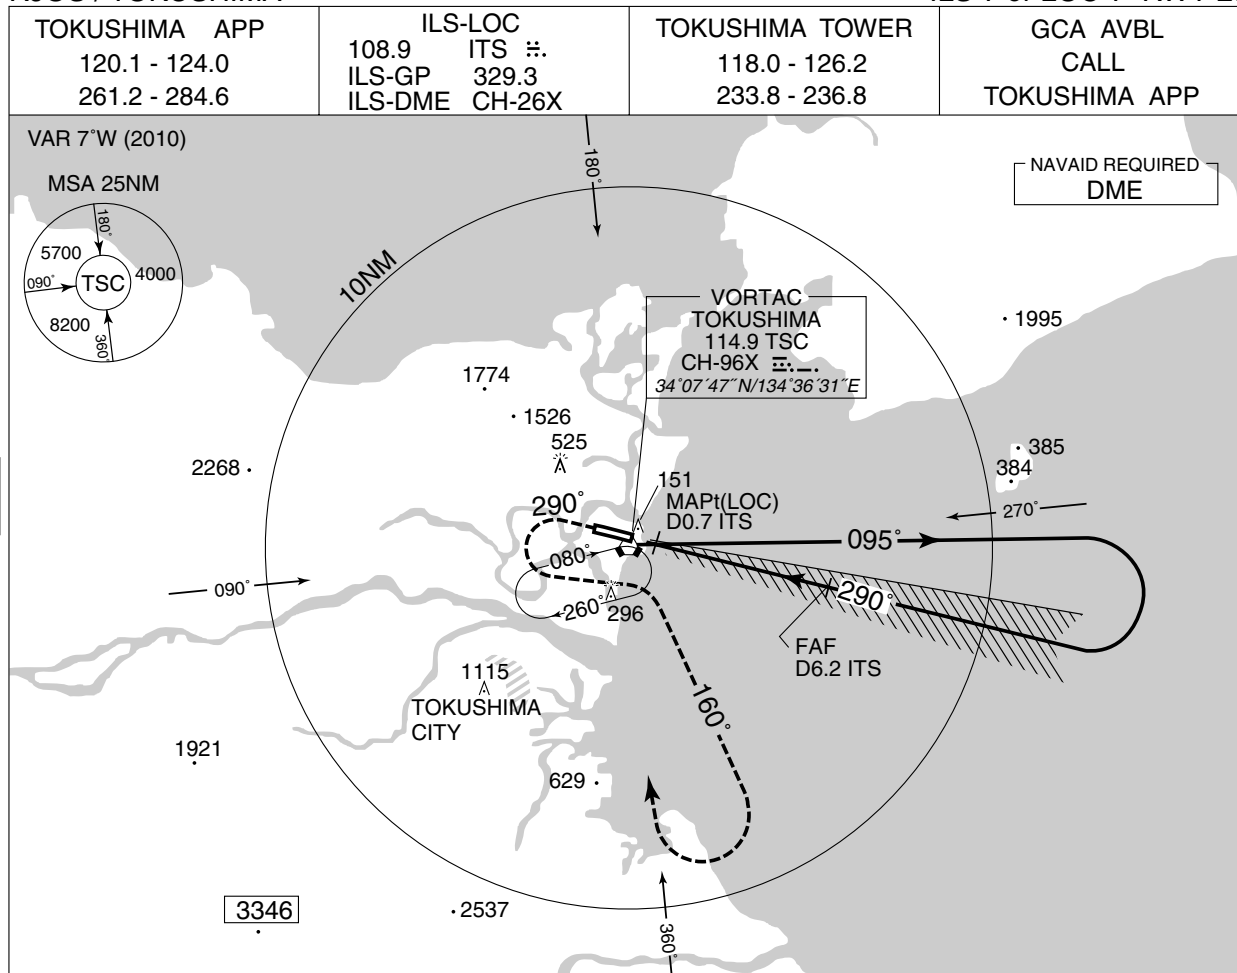 TOKUSHIMA APP
120.1 - 124.0
261.2 - 284.6
ILS-LOC
108.9 ITS
ILS-GP 329.3
ILS-DME CH-26X
TOKUSHIMA TOWER
118.0 - 126.2
233.8 - 236.8
GCA AVBL
CALL
TOKUSHIMA APP
VAR 7°W (2010)
MSA 25NM
180°
5700
4000
090°
TSC
8200
360°
180°
NAVAID REQUIRED
DME
10NM
VORTAC
TOKUSHIMA
114.9 TSC
CH-96X
34°07´47˝N/134°36´31˝E
1995
1774
1526
525
2268
385
384
151
MAPt(LOC)
D0.7 ITS
290°
270°
095°
080°
090°
260°
296
290°
FAF
D6.2 ITS
1115
TOKUSHIMA
CITY
160°
1921
629
3346
2537
360°